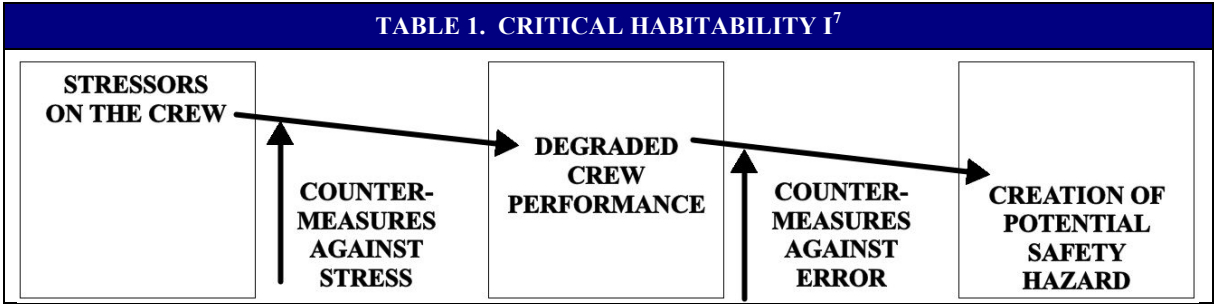 TABLE 1. CRITICAL HABITABILITY I7
STRESSORS
ON THE CREW
COUNTER-
MEASURES
AGAINST
STRESS
DEGRADED
CREW
PERFORMANCE
COUNTER-
MEASURES
AGAINST
ERROR
CREATION OF
POTENTIAL
SAFETY
HAZARD